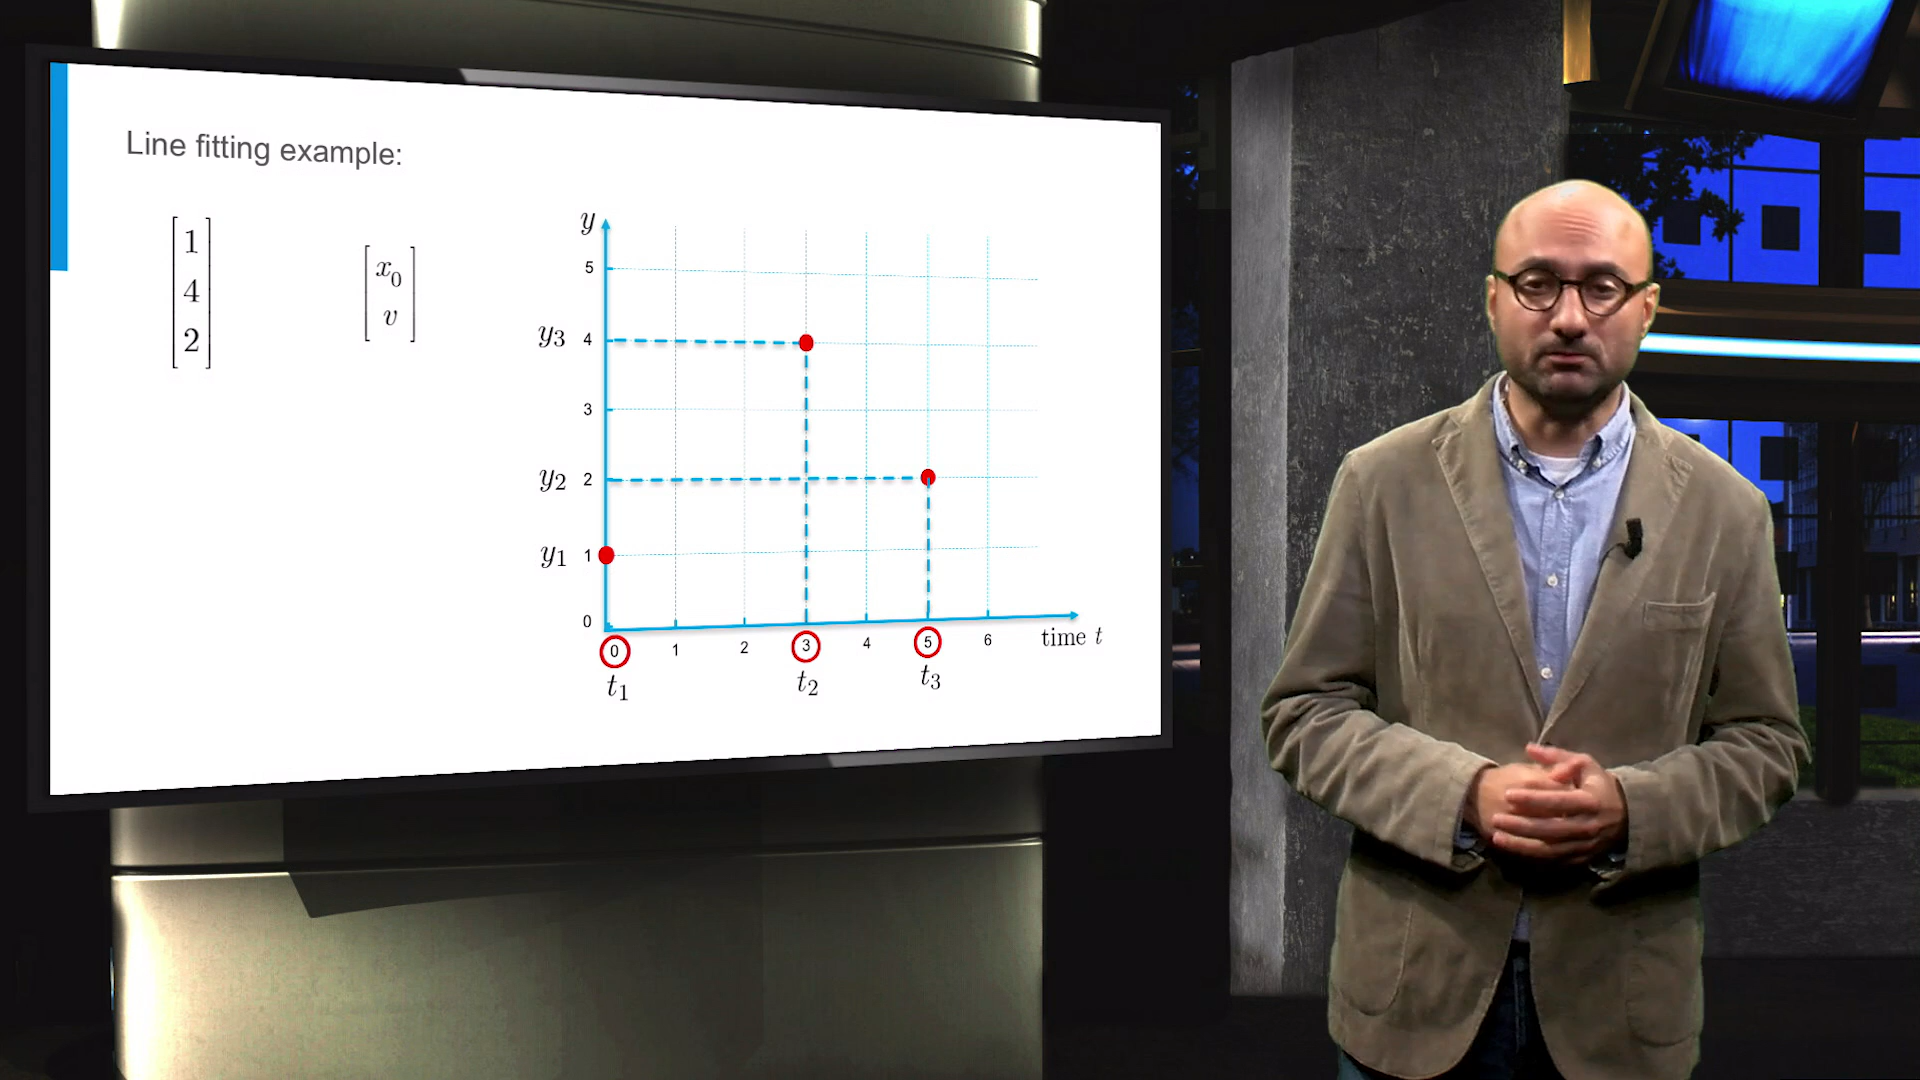 Line fitting example:
1
4
2
x0
v
y
5
y3 4
3
y2 2
y1 1
0
0 1 2 3 4 5 6 time t
t1 t2 t3